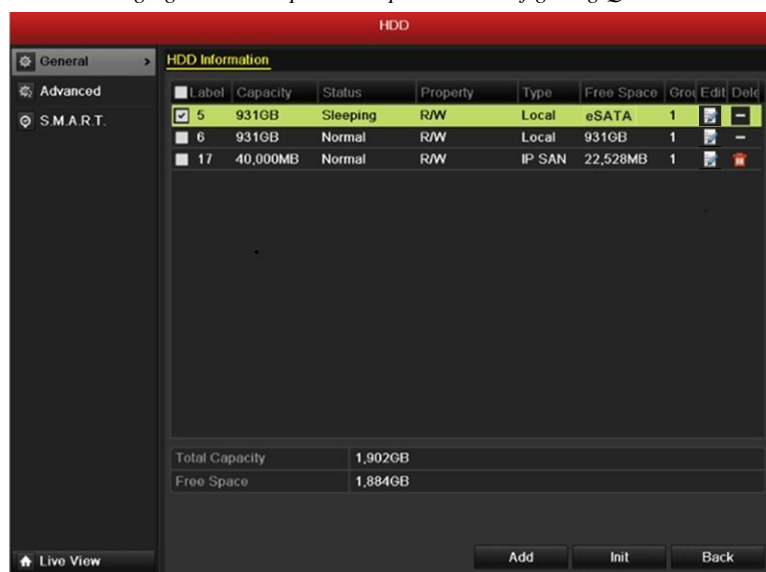 HDD
General >
HDD Information
Advanced
S.M.A.R.T.
Label Capacity Status Property Type Free Space Grou Edit Dele
5 931GB Sleeping R/W Local eSATA 1 –
6 931GB Normal R/W Local 931GB 1 –
17 40,000MB Normal R/W IP SAN 22,528MB 1
Total Capacity 1,902GB
Free Space 1,884GB
Live View
Add Init Back